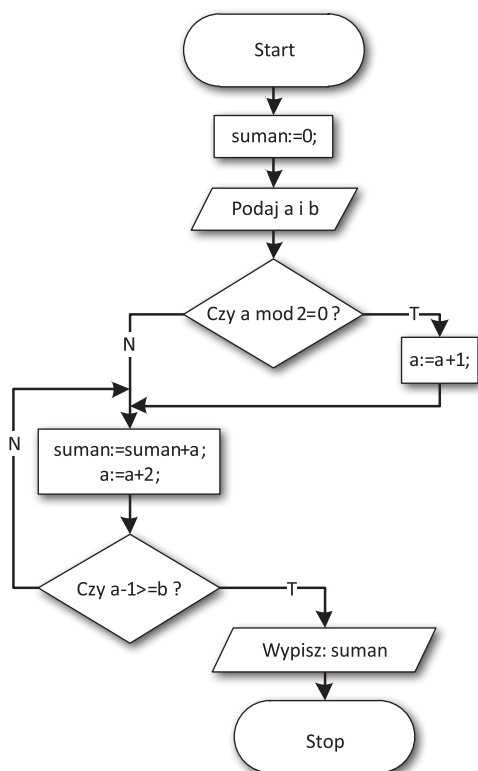 Start
suman:=0;
Podaj a i b
Czy a mod 2=0 ?
T
N
a:=a+1;
N
suman:=suman+a;
a:=a+2;
Czy a-1>=b ?
T
Wypisz: suman
Stop